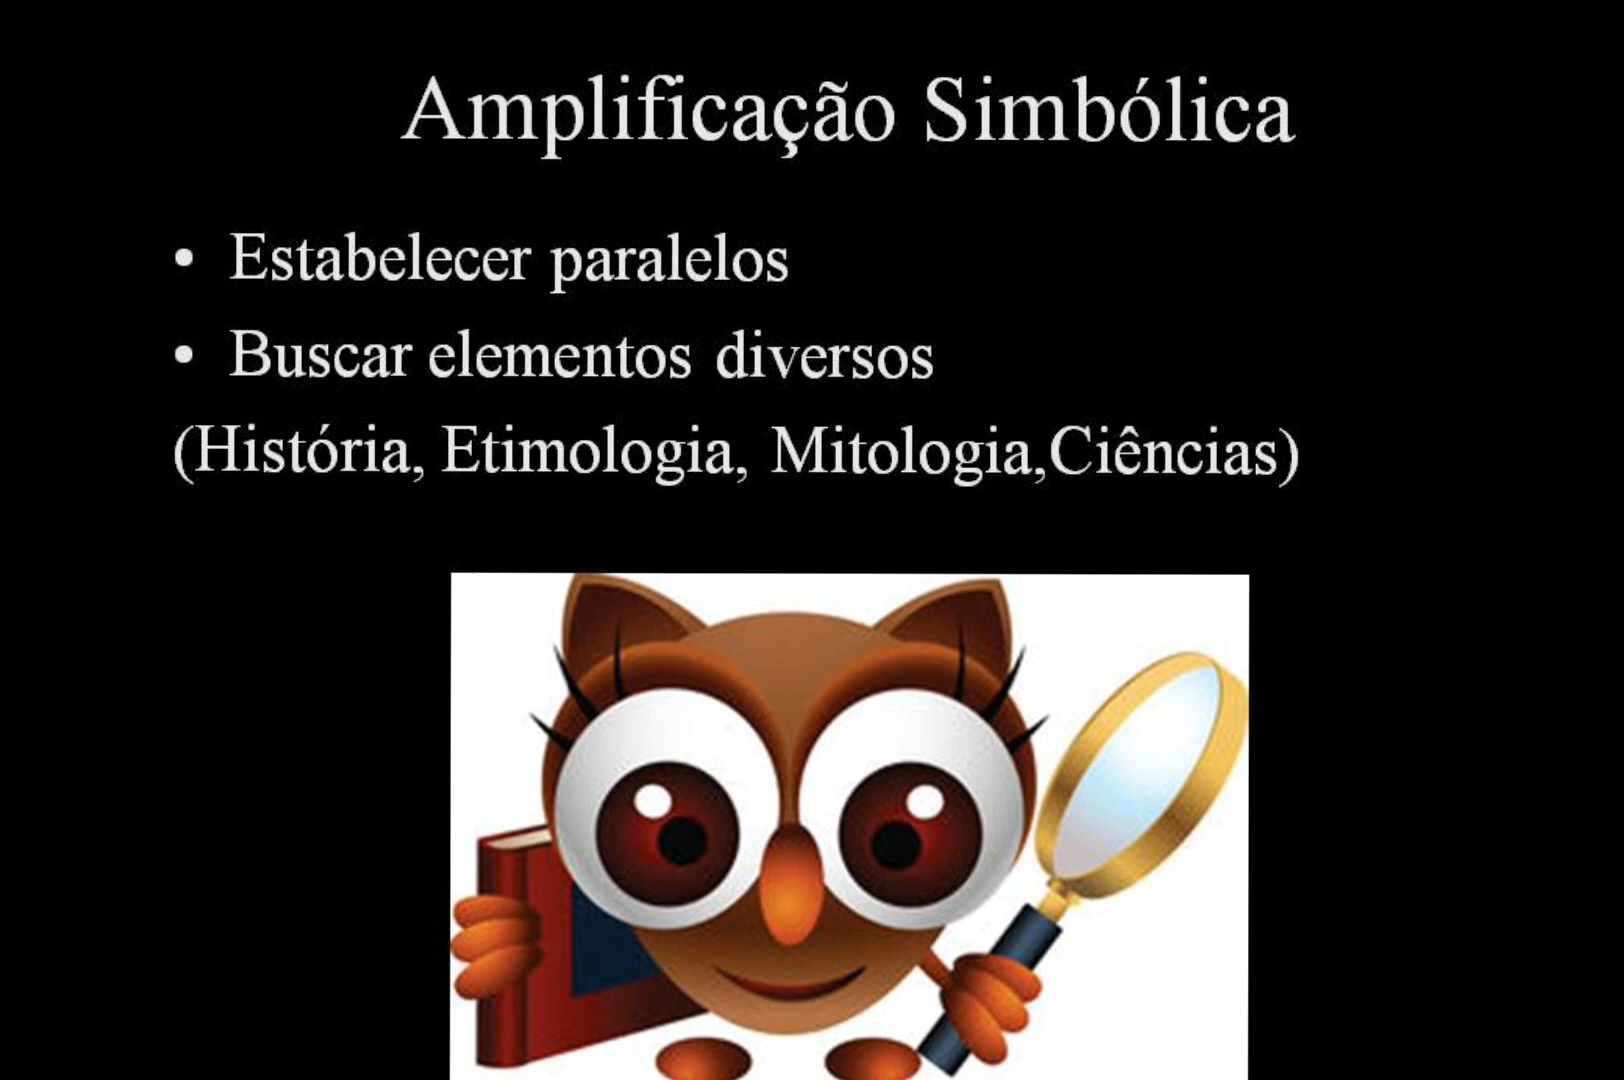 Amplificação Simbólica
• Estabelecer paralelos
• Buscar elementos diversos
(História, Etimologia, Mitologia,Ciências)